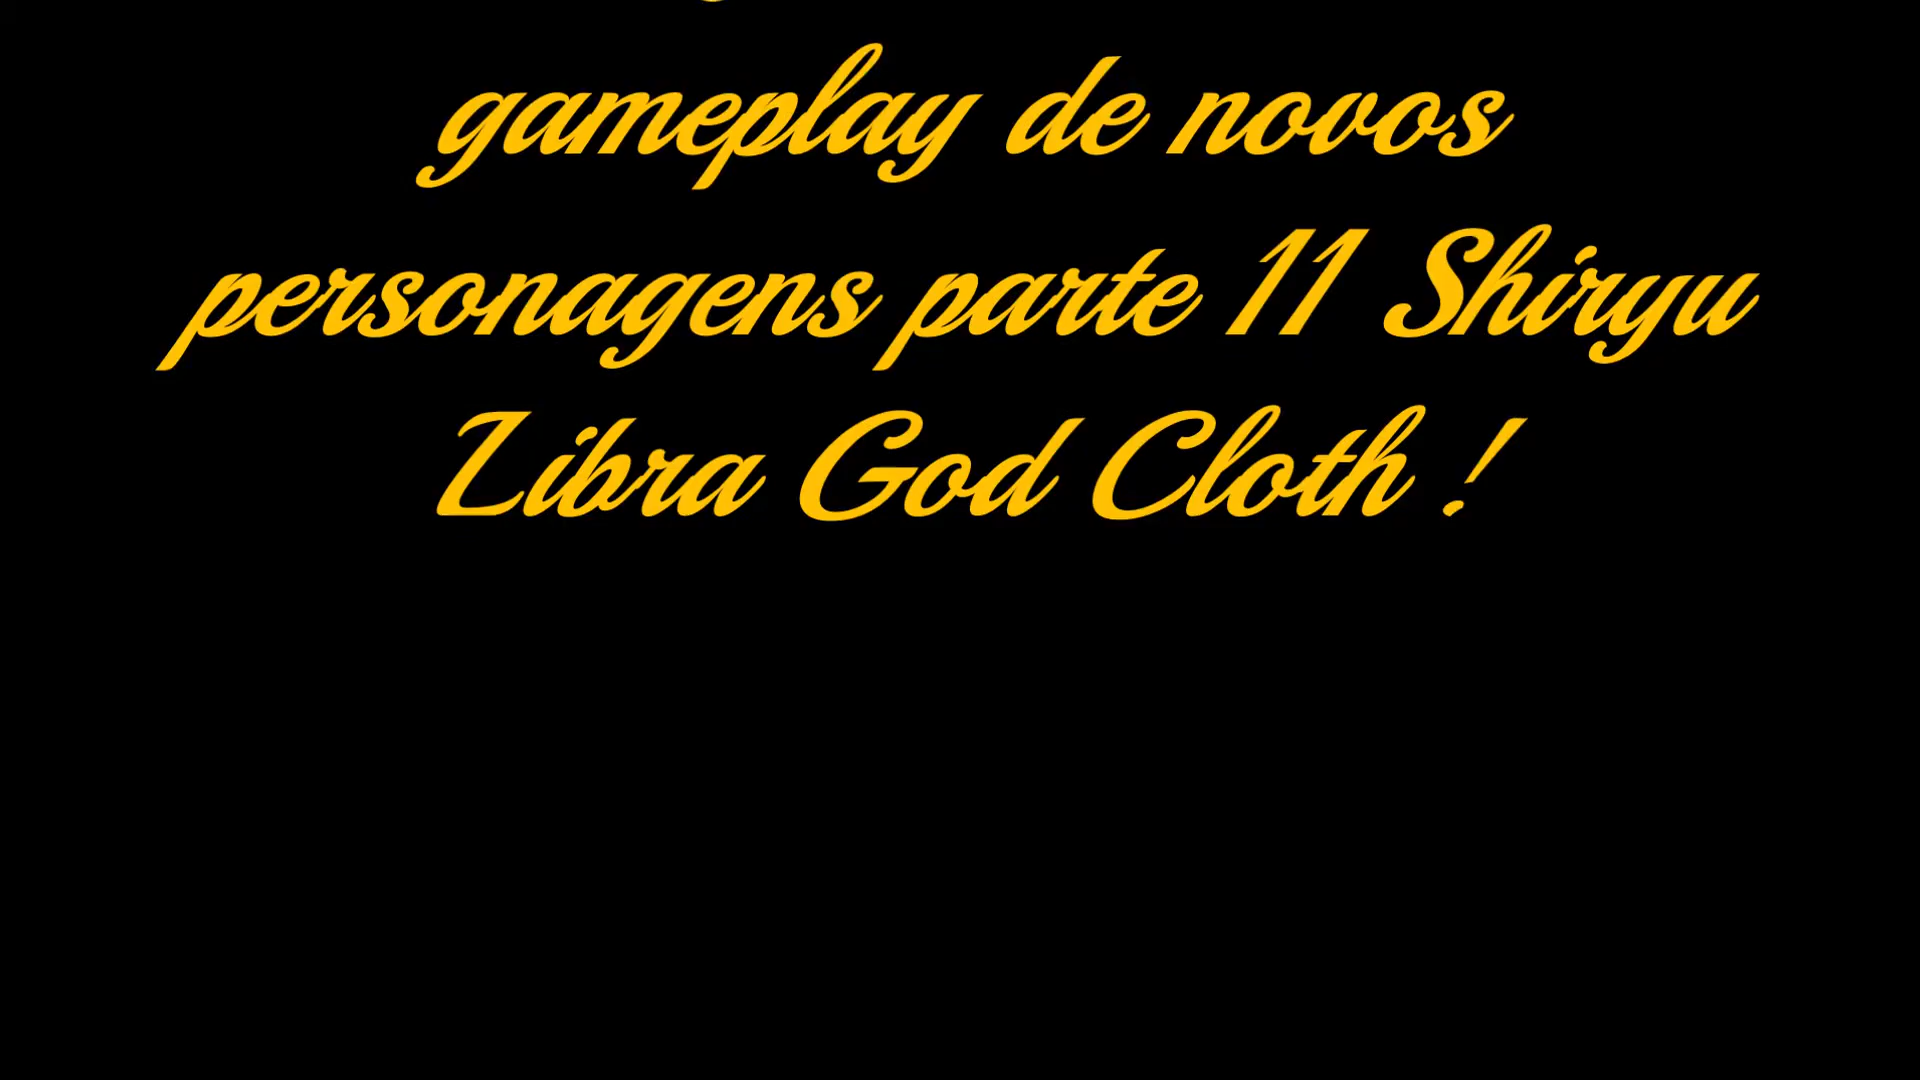 gameplay de novos
personagens parte 11 Shiryu
Libra God Cloth !